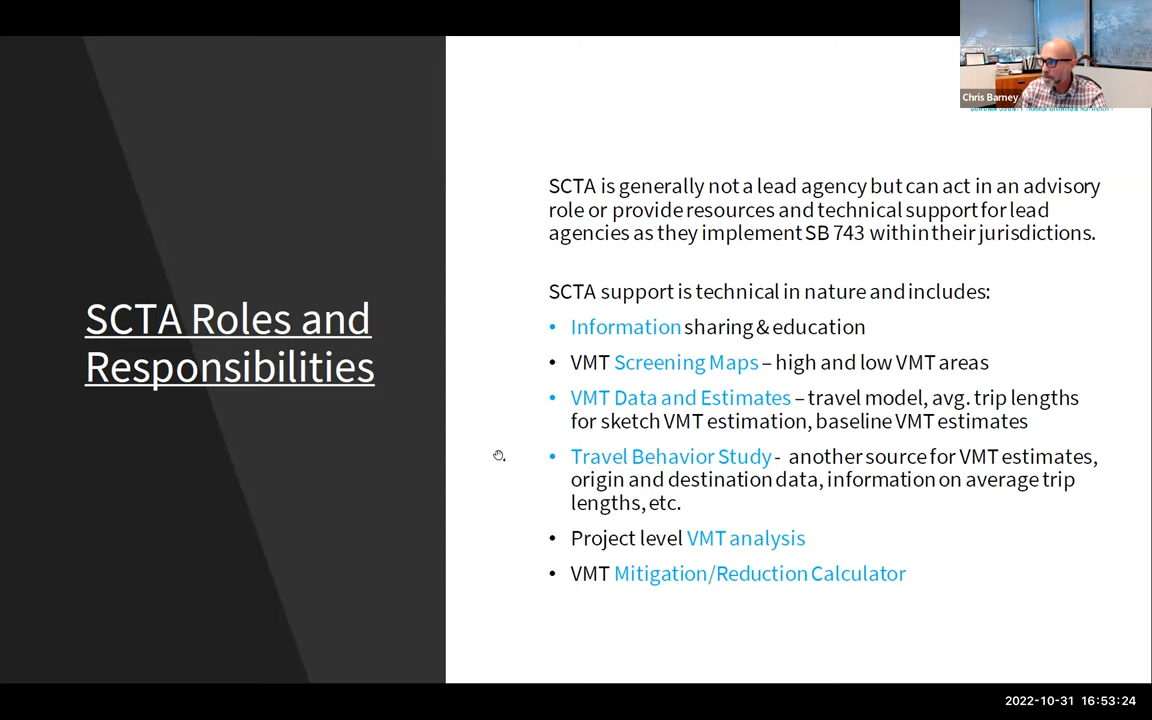 Chris Barney
SCTA Roles and
Responsibilities
SCTA is generally not a lead agency but can act in an advisory
role or provide resources and technical support for lead
agencies as they implement SB 743 within their jurisdictions.
SCTA support is technical in nature and includes:
• Information sharing & education
• VMT Screening Maps – high and low VMT areas
• VMT Data and Estimates – travel model, avg. trip lengths
for sketch VMT estimation, baseline VMT estimates
• Travel Behavior Study - another source for VMT estimates,
origin and destination data, information on average trip
lengths, etc.
• Project level VMT analysis
• VMT Mitigation/Reduction Calculator
2022-10-31 16:53:24